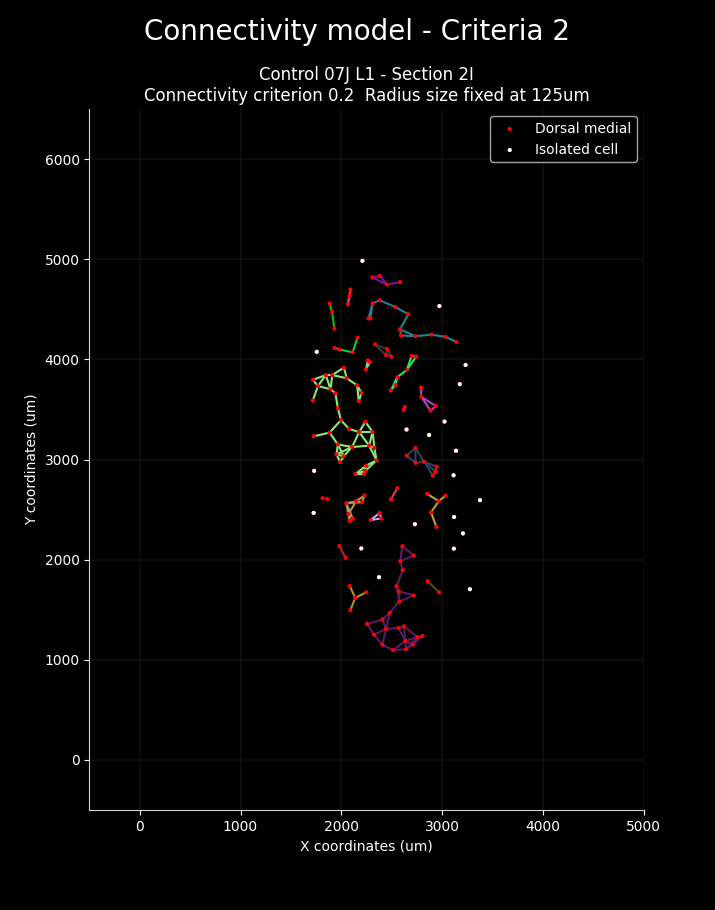 Connectivity model - Criteria 2
Control 07J L1 - Section 2I
Connectivity criterion 0.2  Radius size fixed at 125um
Dorsal medial
Isolated cell
6000
5000
4000
3000
2000
1000
0
Y coordinates (um)
0 1000 2000 3000 4000 5000
X coordinates (um)